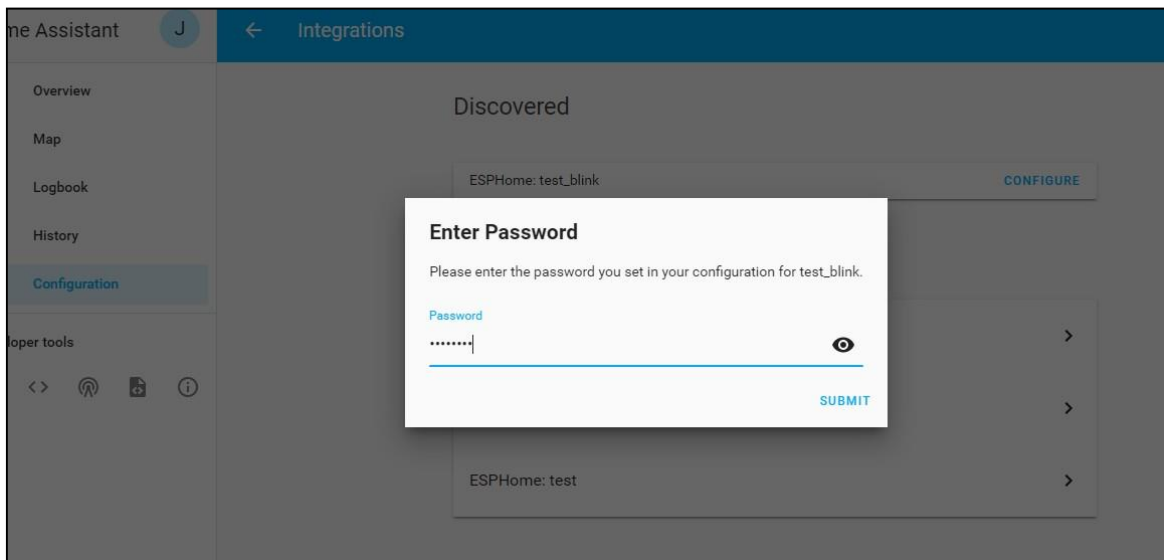 me Assistant
J
Integrations
Overview
Map
Logbook
History
Configuration
loper tools
Discovered
ESPHome: test_blink
CONFIGURE
Enter Password
Please enter the password you set in your configuration for test_blink.
Password
••••••••
SUBMIT
ESPHome: test